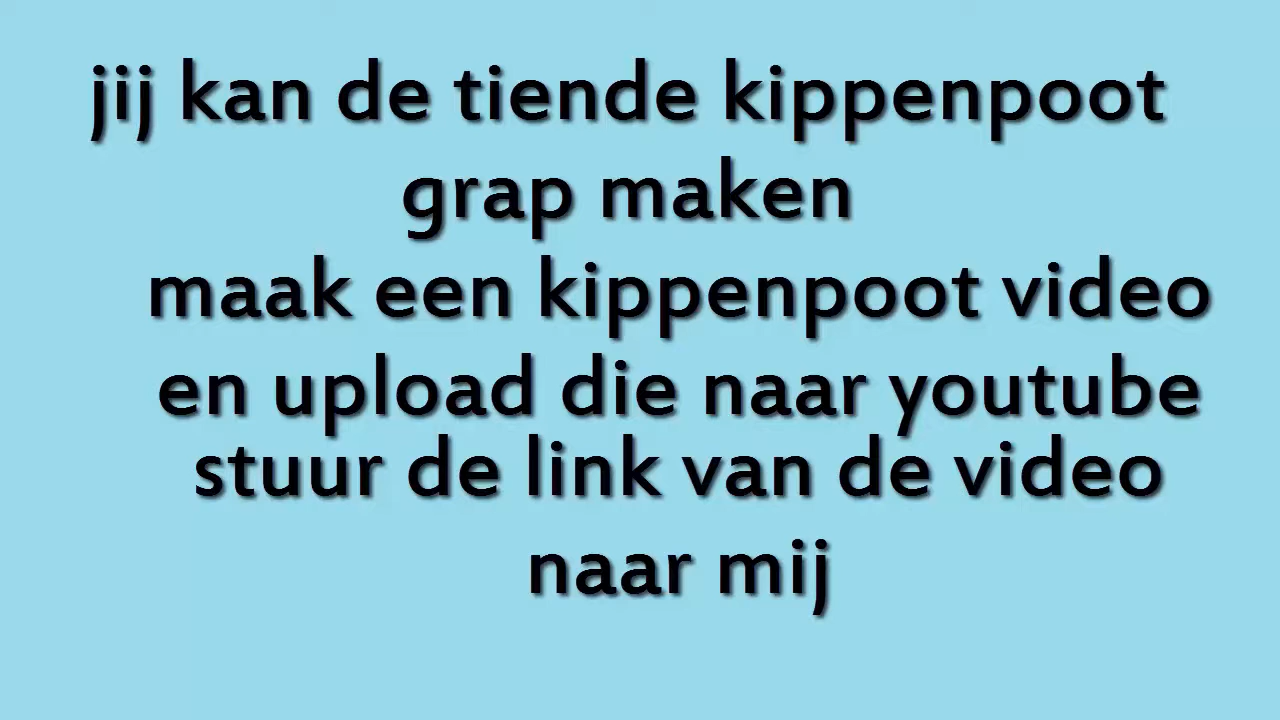 jij kan de tiende kippenpoot
grap maken
maak een kippenpoot video
en upload die naar youtube
stuur de link van de video
naar mij